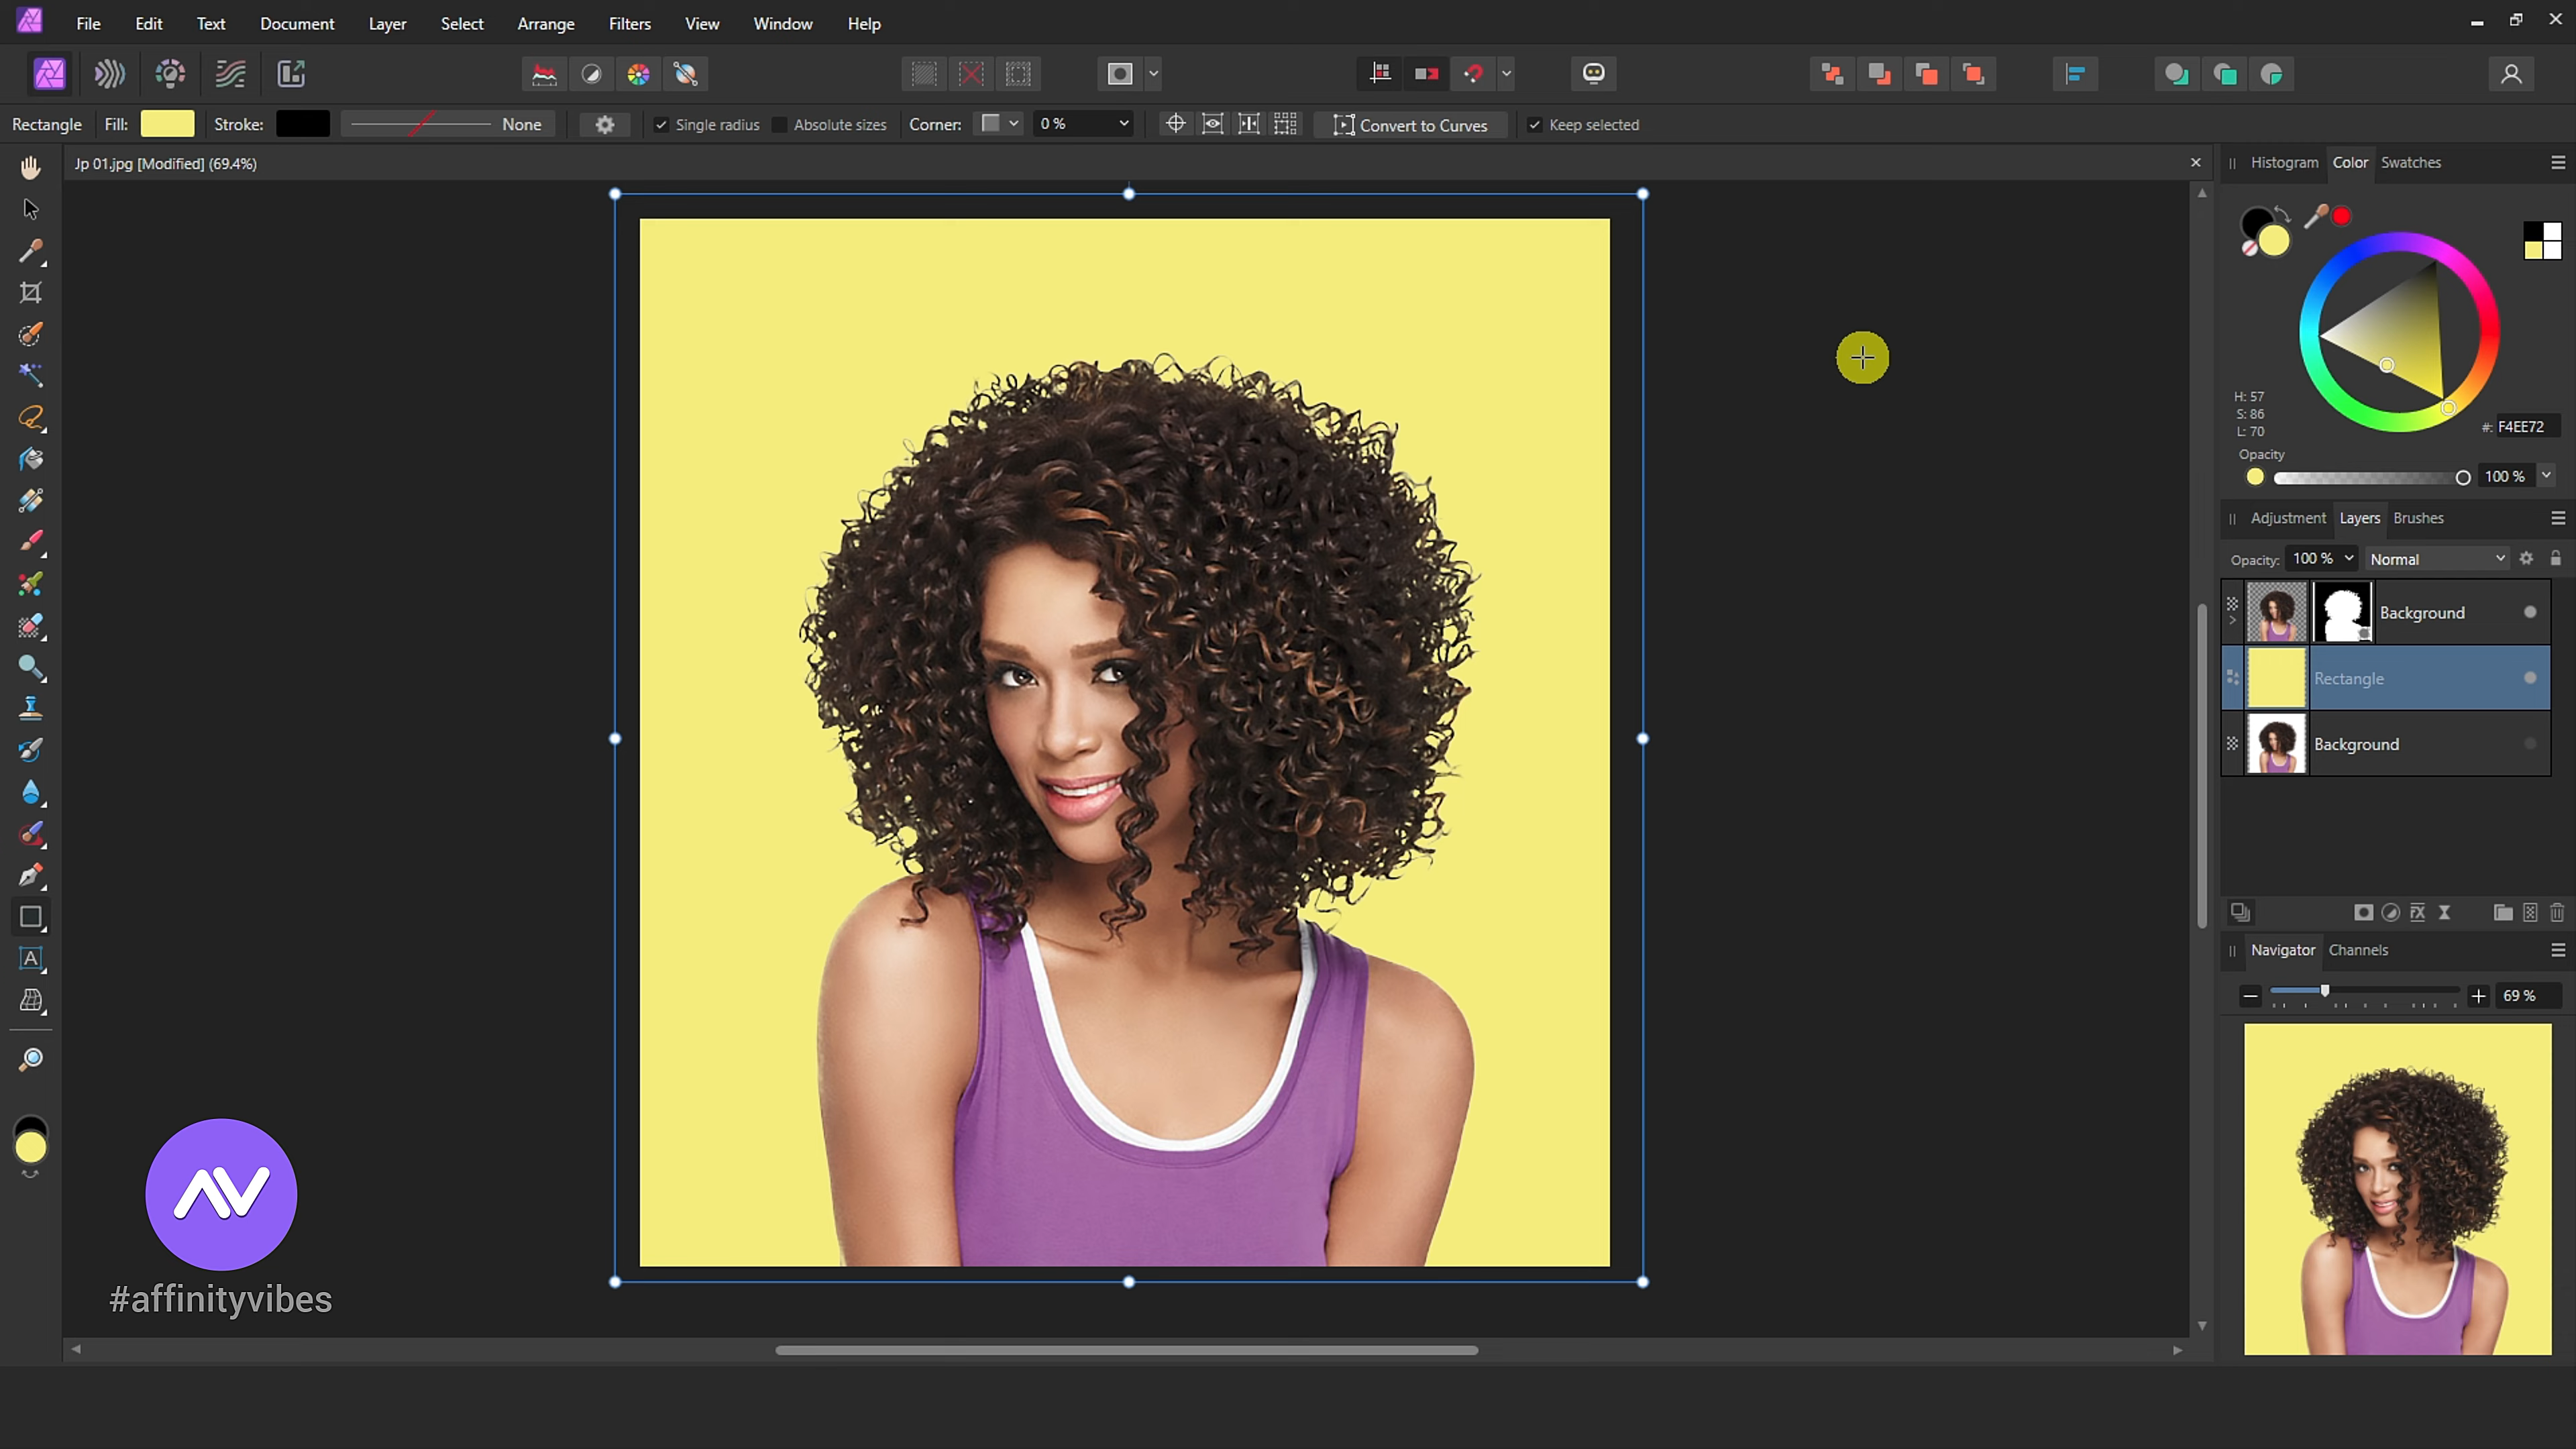 File Edit Text Document Layer Select Arrange Filters View Window Help
Rectangle Fill: Stroke: None Single radius Absolute sizes Corner: 0 % Convert to Curves Keep selected
Jp 01.jpg [Modified] (69.4%)
Histogram Color Swatches
H: 57
S: 86
L: 70
#: F4EE72
Opacity
100 %
Adjustment Layers Brushes
Opacity: 100 % Normal
Background
Rectangle
Background
FX
Navigator Channels
69 %
A
AV
#affinityvibes